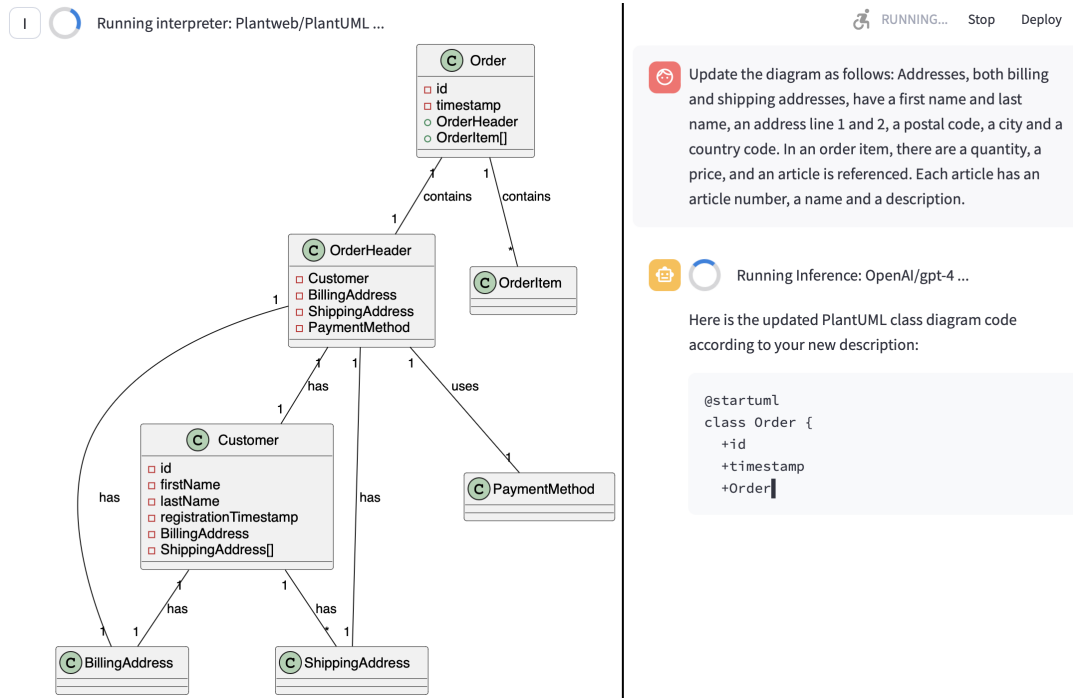 I
Running interpreter: Plantweb/PlantUML ...
C Order
id
timestamp
OrderHeader
OrderItem[]
1
1
contains
contains
1
*
C OrderHeader
Customer
BillingAddress
ShippingAddress
PaymentMethod
C OrderItem
1
1
1
1
has
uses
1
1
C Customer
id
firstName
lastName
registrationTimestamp
BillingAddress
ShippingAddress[]
C PaymentMethod
has
has
1
1
has
has
1
1
*
1
C BillingAddress
C ShippingAddress
RUNNING...
Stop
Deploy
Update the diagram as follows: Addresses, both billing
and shipping addresses, have a first name and last
name, an address line 1 and 2, a postal code, a city and a
country code. In an order item, there are a quantity, a
price, and an article is referenced. Each article has an
article number, a name and a description.
Running Inference: OpenAI/gpt-4 ...
Here is the updated PlantUML class diagram code
according to your new description:
@startuml
class Order {
+id
+timestamp
+Order